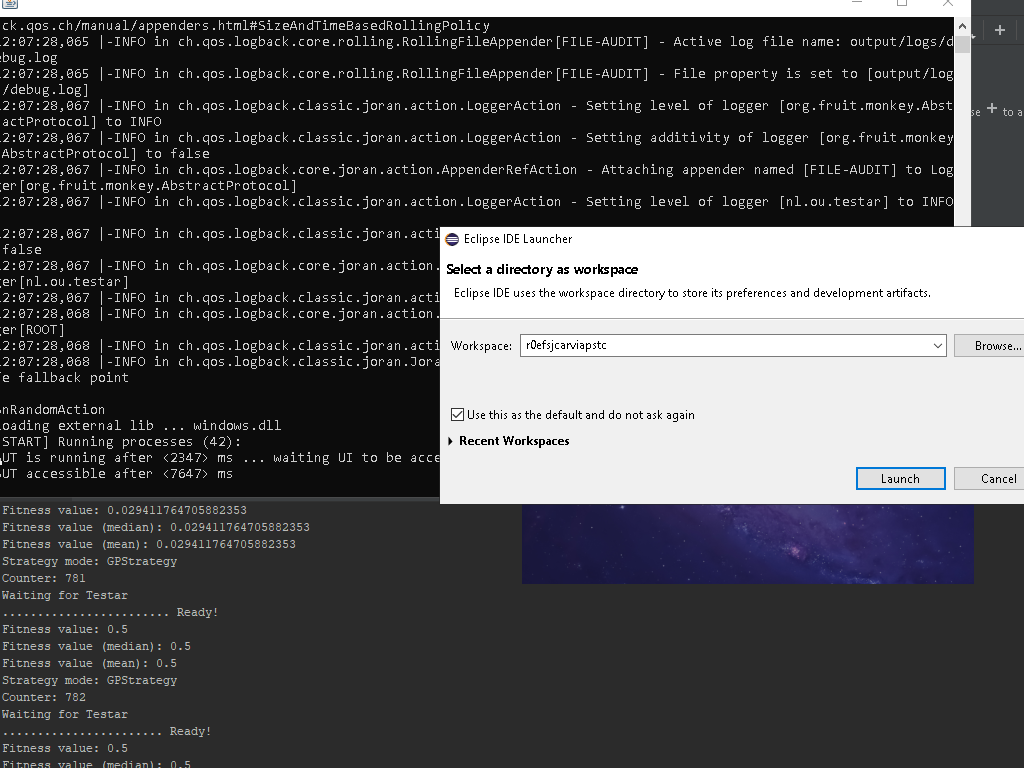 ck.qos.ch/manual/appenders.html#SizeAndTimeBasedRollingPolicy
12:07:28,065 |-INFO in ch.qos.logback.core.rolling.RollingFileAppender[FILE-AUDIT] - Active log file name: output/logs/d
ebug.log
12:07:28,065 |-INFO in ch.qos.logback.core.rolling.RollingFileAppender[FILE-AUDIT] - File property is set to [output/log
/debug.log]
12:07:28,067 |-INFO in ch.qos.logback.classic.joran.action.LoggerAction - Setting level of logger [org.fruit.monkey.Abst
actProtocol] to INFO
12:07:28,067 |-INFO in ch.qos.logback.classic.joran.action.LoggerAction - Setting additivity of logger [org.fruit.monkey
AbstractProtocol] to false
12:07:28,067 |-INFO in ch.qos.logback.core.joran.action.AppenderRefAction - Attaching appender named [FILE-AUDIT] to Log
ger[org.fruit.monkey.AbstractProtocol]
12:07:28,067 |-INFO in ch.qos.logback.classic.joran.action.LoggerAction - Setting level of logger [nl.ou.testar] to INFO
12:07:28,067 |-INFO in ch.qos.logback.classic.joran.acti
false
12:07:28,067 |-INFO in ch.qos.logback.core.joran.action.
ger[nl.ou.testar]
12:07:28,067 |-INFO in ch.qos.logback.classic.joran.acti
12:07:28,068 |-INFO in ch.qos.logback.core.joran.action.
ger[ROOT]
12:07:28,068 |-INFO in ch.qos.logback.classic.joran.acti
12:07:28,068 |-INFO in ch.qos.logback.classic.joran.Jora
fe fallback point
nRandomAction
oading external lib ... windows.dll
START] Running processes (42):
UT is running after <2347> ms ... waiting UI to be acce
UT accessible after <7647> ms
se + to a
Eclipse IDE Launcher
Select a directory as workspace
Eclipse IDE uses the workspace directory to store its preferences and development artifacts.
Workspace: r0efsjcarviapstc Browse...
Use this as the default and do not ask again
Recent Workspaces
Launch Cancel
Fitness value: 0.029411764705882353
Fitness value (median): 0.029411764705882353
Fitness value (mean): 0.029411764705882353
Strategy mode: GPStrategy
Counter: 781
Waiting for Testar
........................ Ready!
Fitness value: 0.5
Fitness value (median): 0.5
Fitness value (mean): 0.5
Strategy mode: GPStrategy
Counter: 782
Waiting for Testar
....................... Ready!
Fitness value: 0.5
Fitness value (median): 0.5